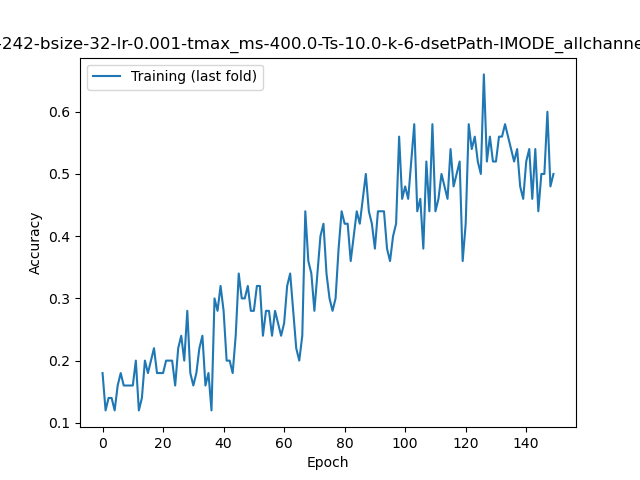 -242-bsize-32-lr-0.001-tmax_ms-400.0-Ts-10.0-k-6-dsetPath-IMODE_allchanne
Training (last fold)
Accuracy
0.6
0.5
0.4
0.3
0.2
0.1
0 20 40 60 80 100 120 140
Epoch